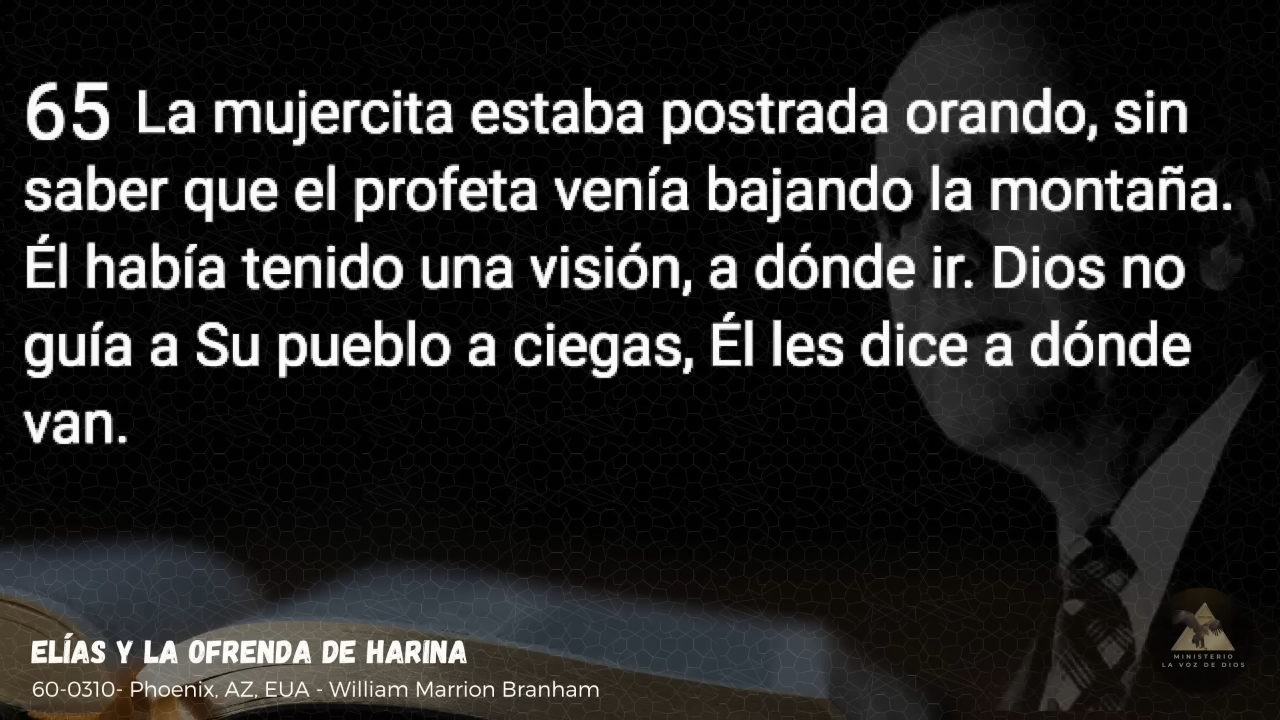 65 La mujercita estaba postrada orando, sin
saber que el profeta venía bajando la montaña.
Él había tenido una visión, a dónde ir. Dios no
guía a Su pueblo a ciegas, Él les dice a dónde
van.
ELÍAS Y LA OFRENDA DE HARINA
60-0310- Phoenix, AZ, EUA - William Marrion Branham
MINISTERIO
LA VOZ DE DIOS